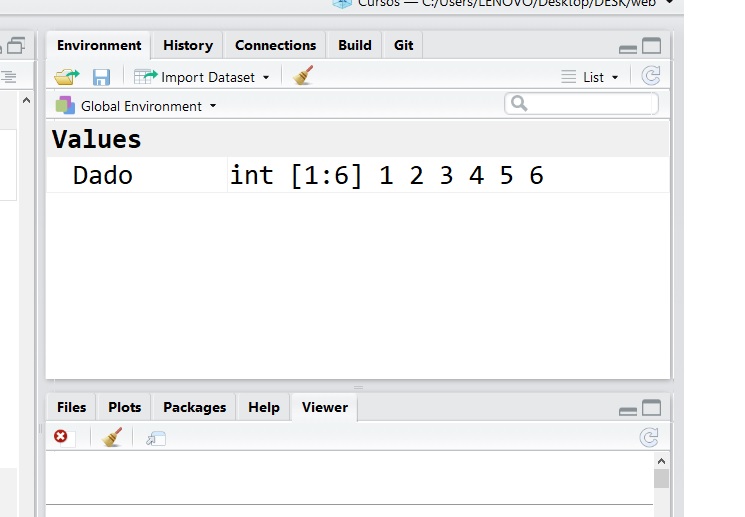 Cursos — C:/Users/LENOVO/Desktop/DESK/web
Environment History Connections Build Git
Import Dataset List
Global Environment
Values
Dado int [1:6] 1 2 3 4 5 6
Files Plots Packages Help Viewer